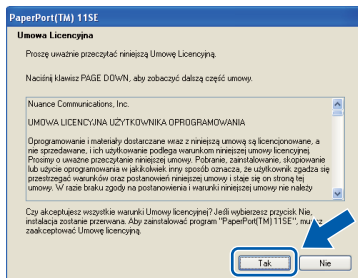 PaperPort(TM) 11SE
Umowa Licencyjna
Proszę uważnie przeczytać niniejszą Umowę Licencyjną.
Naciśnij klawisz PAGE DOWN, aby zobaczyć dalszą część umowy.
Nuance Communications, Inc.
UMOWA LICENCYJNA UŻYTKOWNIKA OPROGRAMOWANIA
Oprogramowanie i materiały dostarczane wraz z niniejszą umową są licencjonowane, a
nie sprzedawane, i ich użytkowanie podlega warunkom niniejszej umowy licencyjnej.
Prosimy o uważne przeczytanie niniejszej umowy. Pobranie, zainstalowanie, skopiowanie
lub użycie oprogramowania w jakikolwiek inny sposób oznacza, że użytkownik zgadza się
przestrzegać warunków oraz postanowień niniejszej umowy i staje się on stroną tej
umowy. W razie braku zgody na postanowienia i warunki niniejszej umowy nie należy
Czy akceptujesz wszystkie warunki Umowy licencyjnej? Jeśli wybierzesz przycisk Nie,
instalacja zostanie przerwana. Aby zainstalować program "PaperPort(TM) 11SE",
zaakceptować Umowę licencyjną.
Tak
Nie